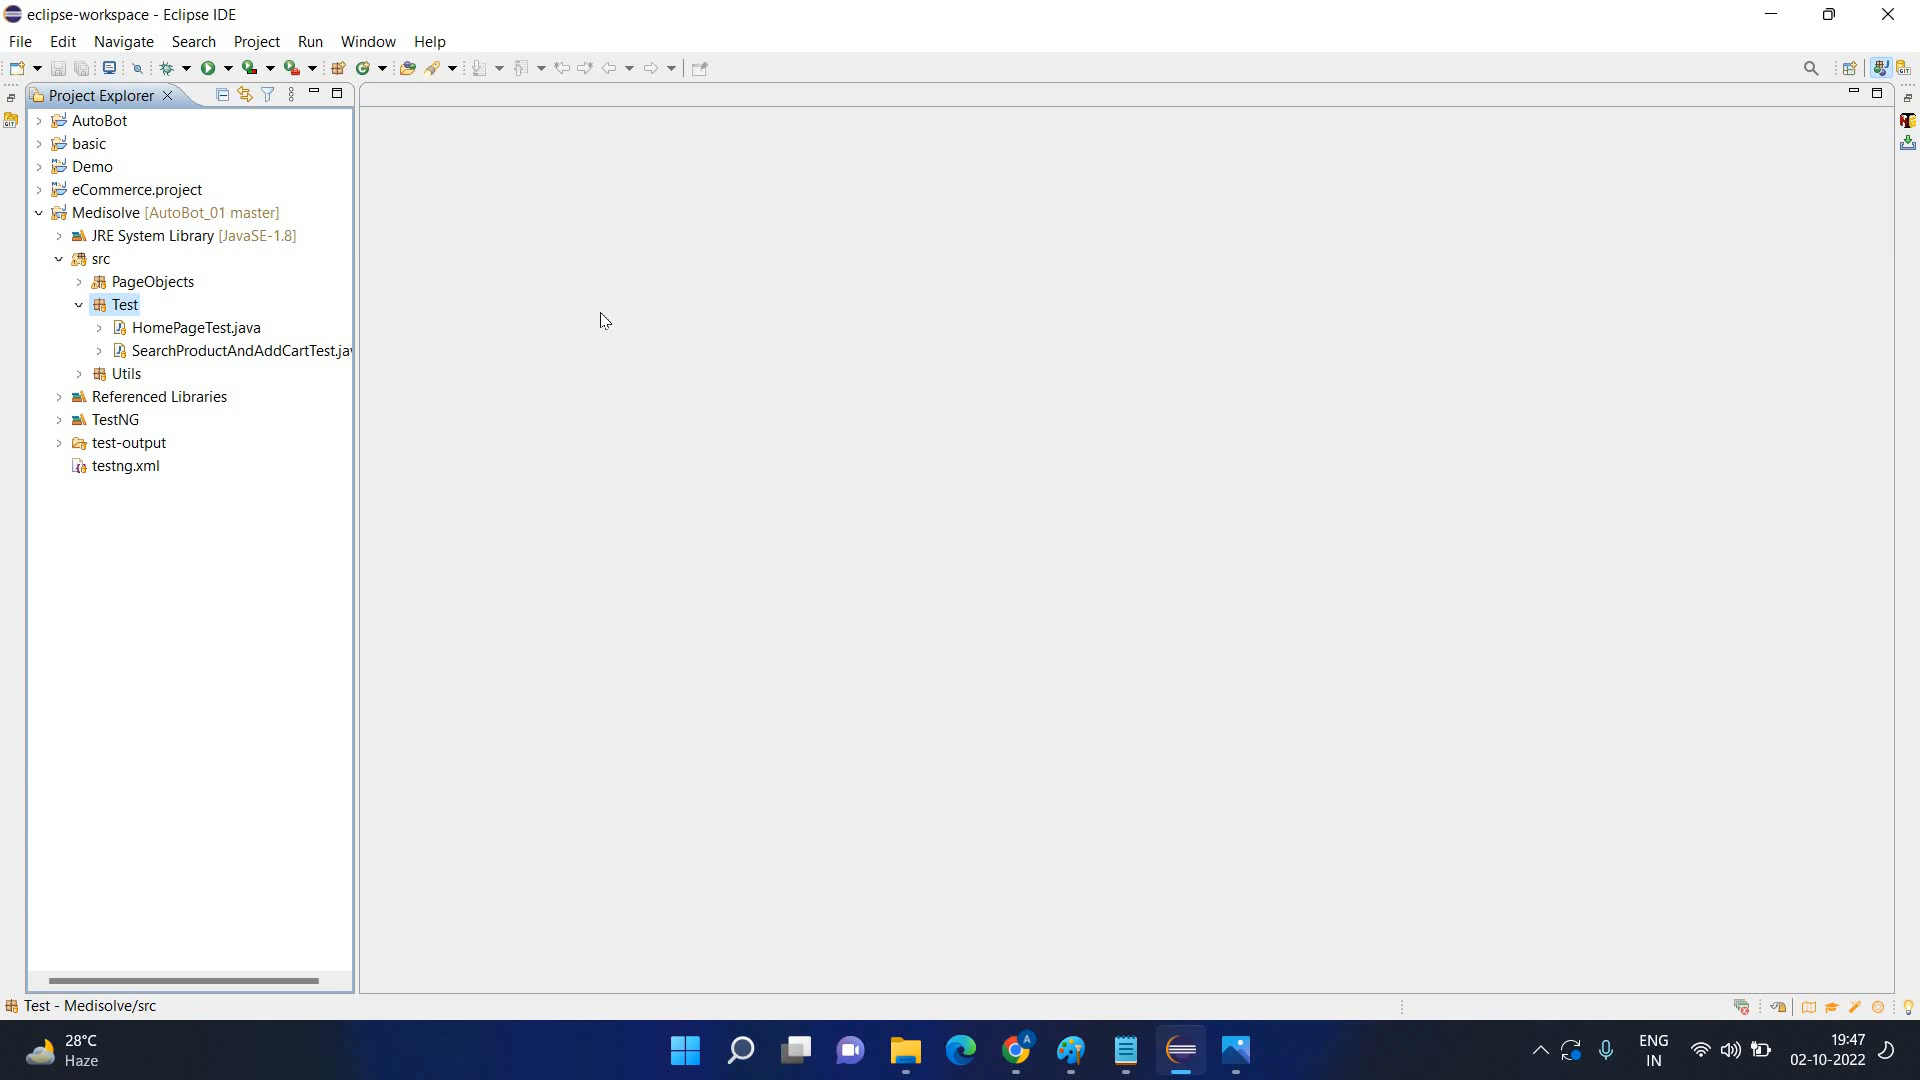 eclipse-workspace - Eclipse IDE
File Edit Navigate Search Project Run Window Help
Project Explorer
AutoBot
basic
Demo
eCommerce.project
Medisolve [AutoBot_01 master]
JRE System Library [JavaSE-1.8]
src
PageObjects
Test
HomePageTest.java
SearchProductAndAddCartTest.jav
Utils
Referenced Libraries
TestNG
test-output
testng.xml
Test - Medisolve/src
28°C
Haze
ENG
IN
19:47
02-10-2022